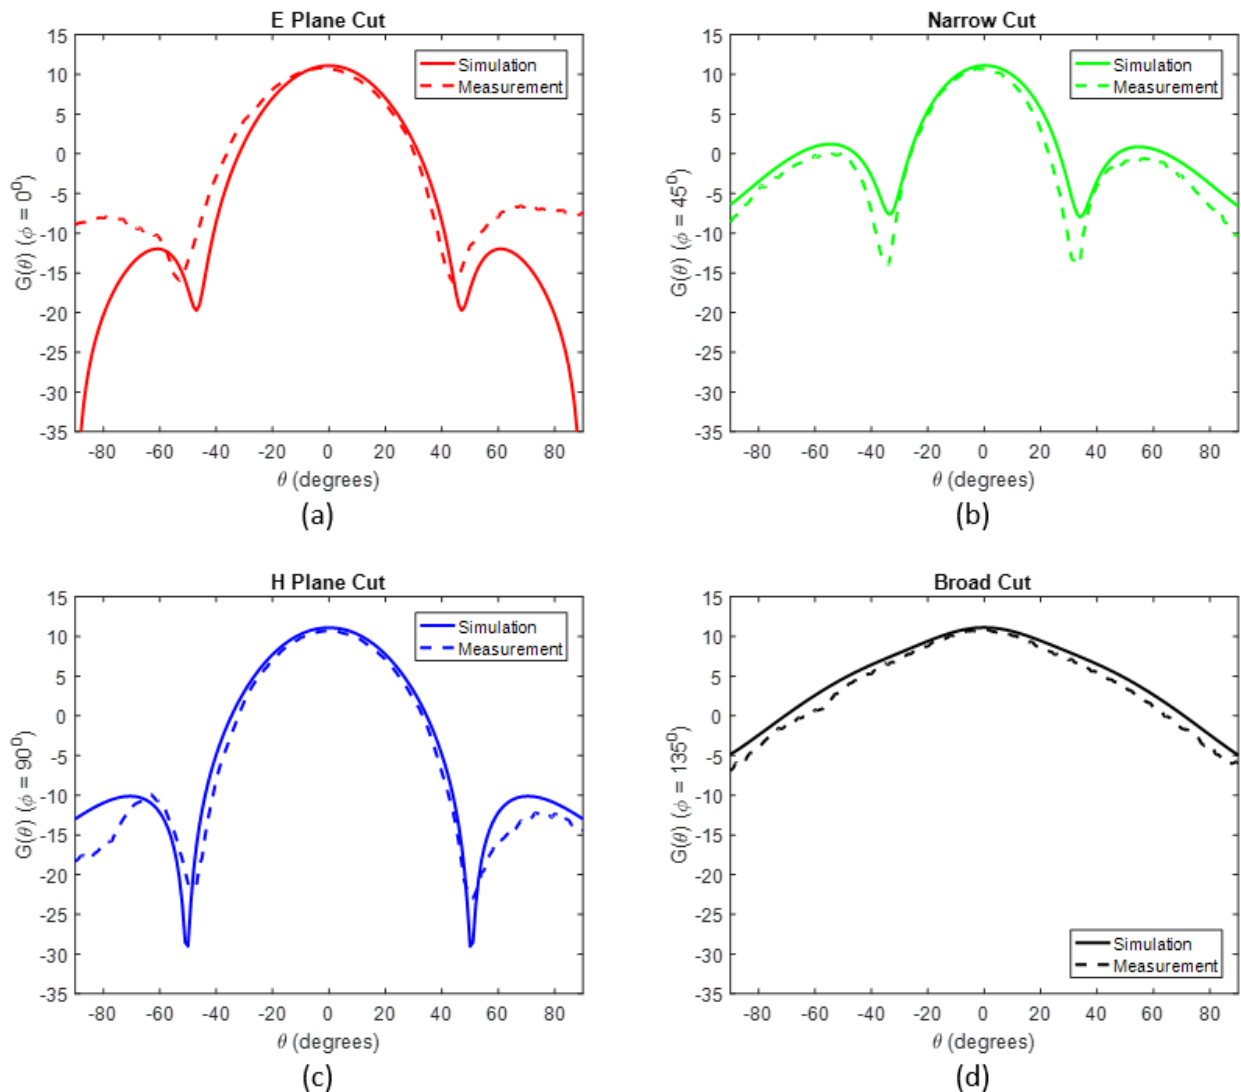 E Plane Cut
15
10
5
0
-5
-10
-15
-20
-25
-30
-35
G(θ) (ϕ = 0⁰)
Simulation
Measurement
-80 -60 -40 -20 0 20 40 60 80
θ (degrees)
(a)
Narrow Cut
15
10
5
0
-5
-10
-15
-20
-25
-30
-35
G(θ) (ϕ = 45⁰)
Simulation
Measurement
-80 -60 -40 -20 0 20 40 60 80
θ (degrees)
(b)
H Plane Cut
15
10
5
0
-5
-10
-15
-20
-25
-30
-35
G(θ) (ϕ = 90⁰)
Simulation
Measurement
-80 -60 -40 -20 0 20 40 60 80
θ (degrees)
(c)
Broad Cut
15
10
5
0
-5
-10
-15
-20
-25
-30
-35
G(θ) (ϕ = 135⁰)
Simulation
Measurement
-80 -60 -40 -20 0 20 40 60 80
θ (degrees)
(d)